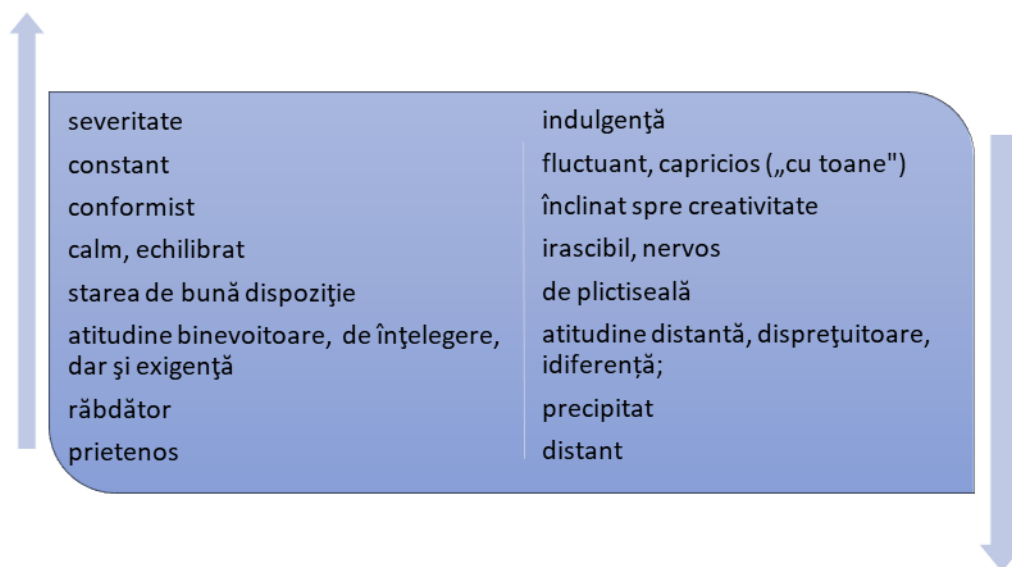 severitate
constant
conformist
calm, echilibrat
starea de bună dispoziţie
atitudine binevoitoare, de înţelegere,
dar şi exigenţă
răbdător
prietenos
indulgenţă
fluctuant, capricios („cu toane")
înclinat spre creativitate
irascibil, nervos
de plictiseală
atitudine distantă, dispreţuitoare,
idiferență;
precipitat
distant